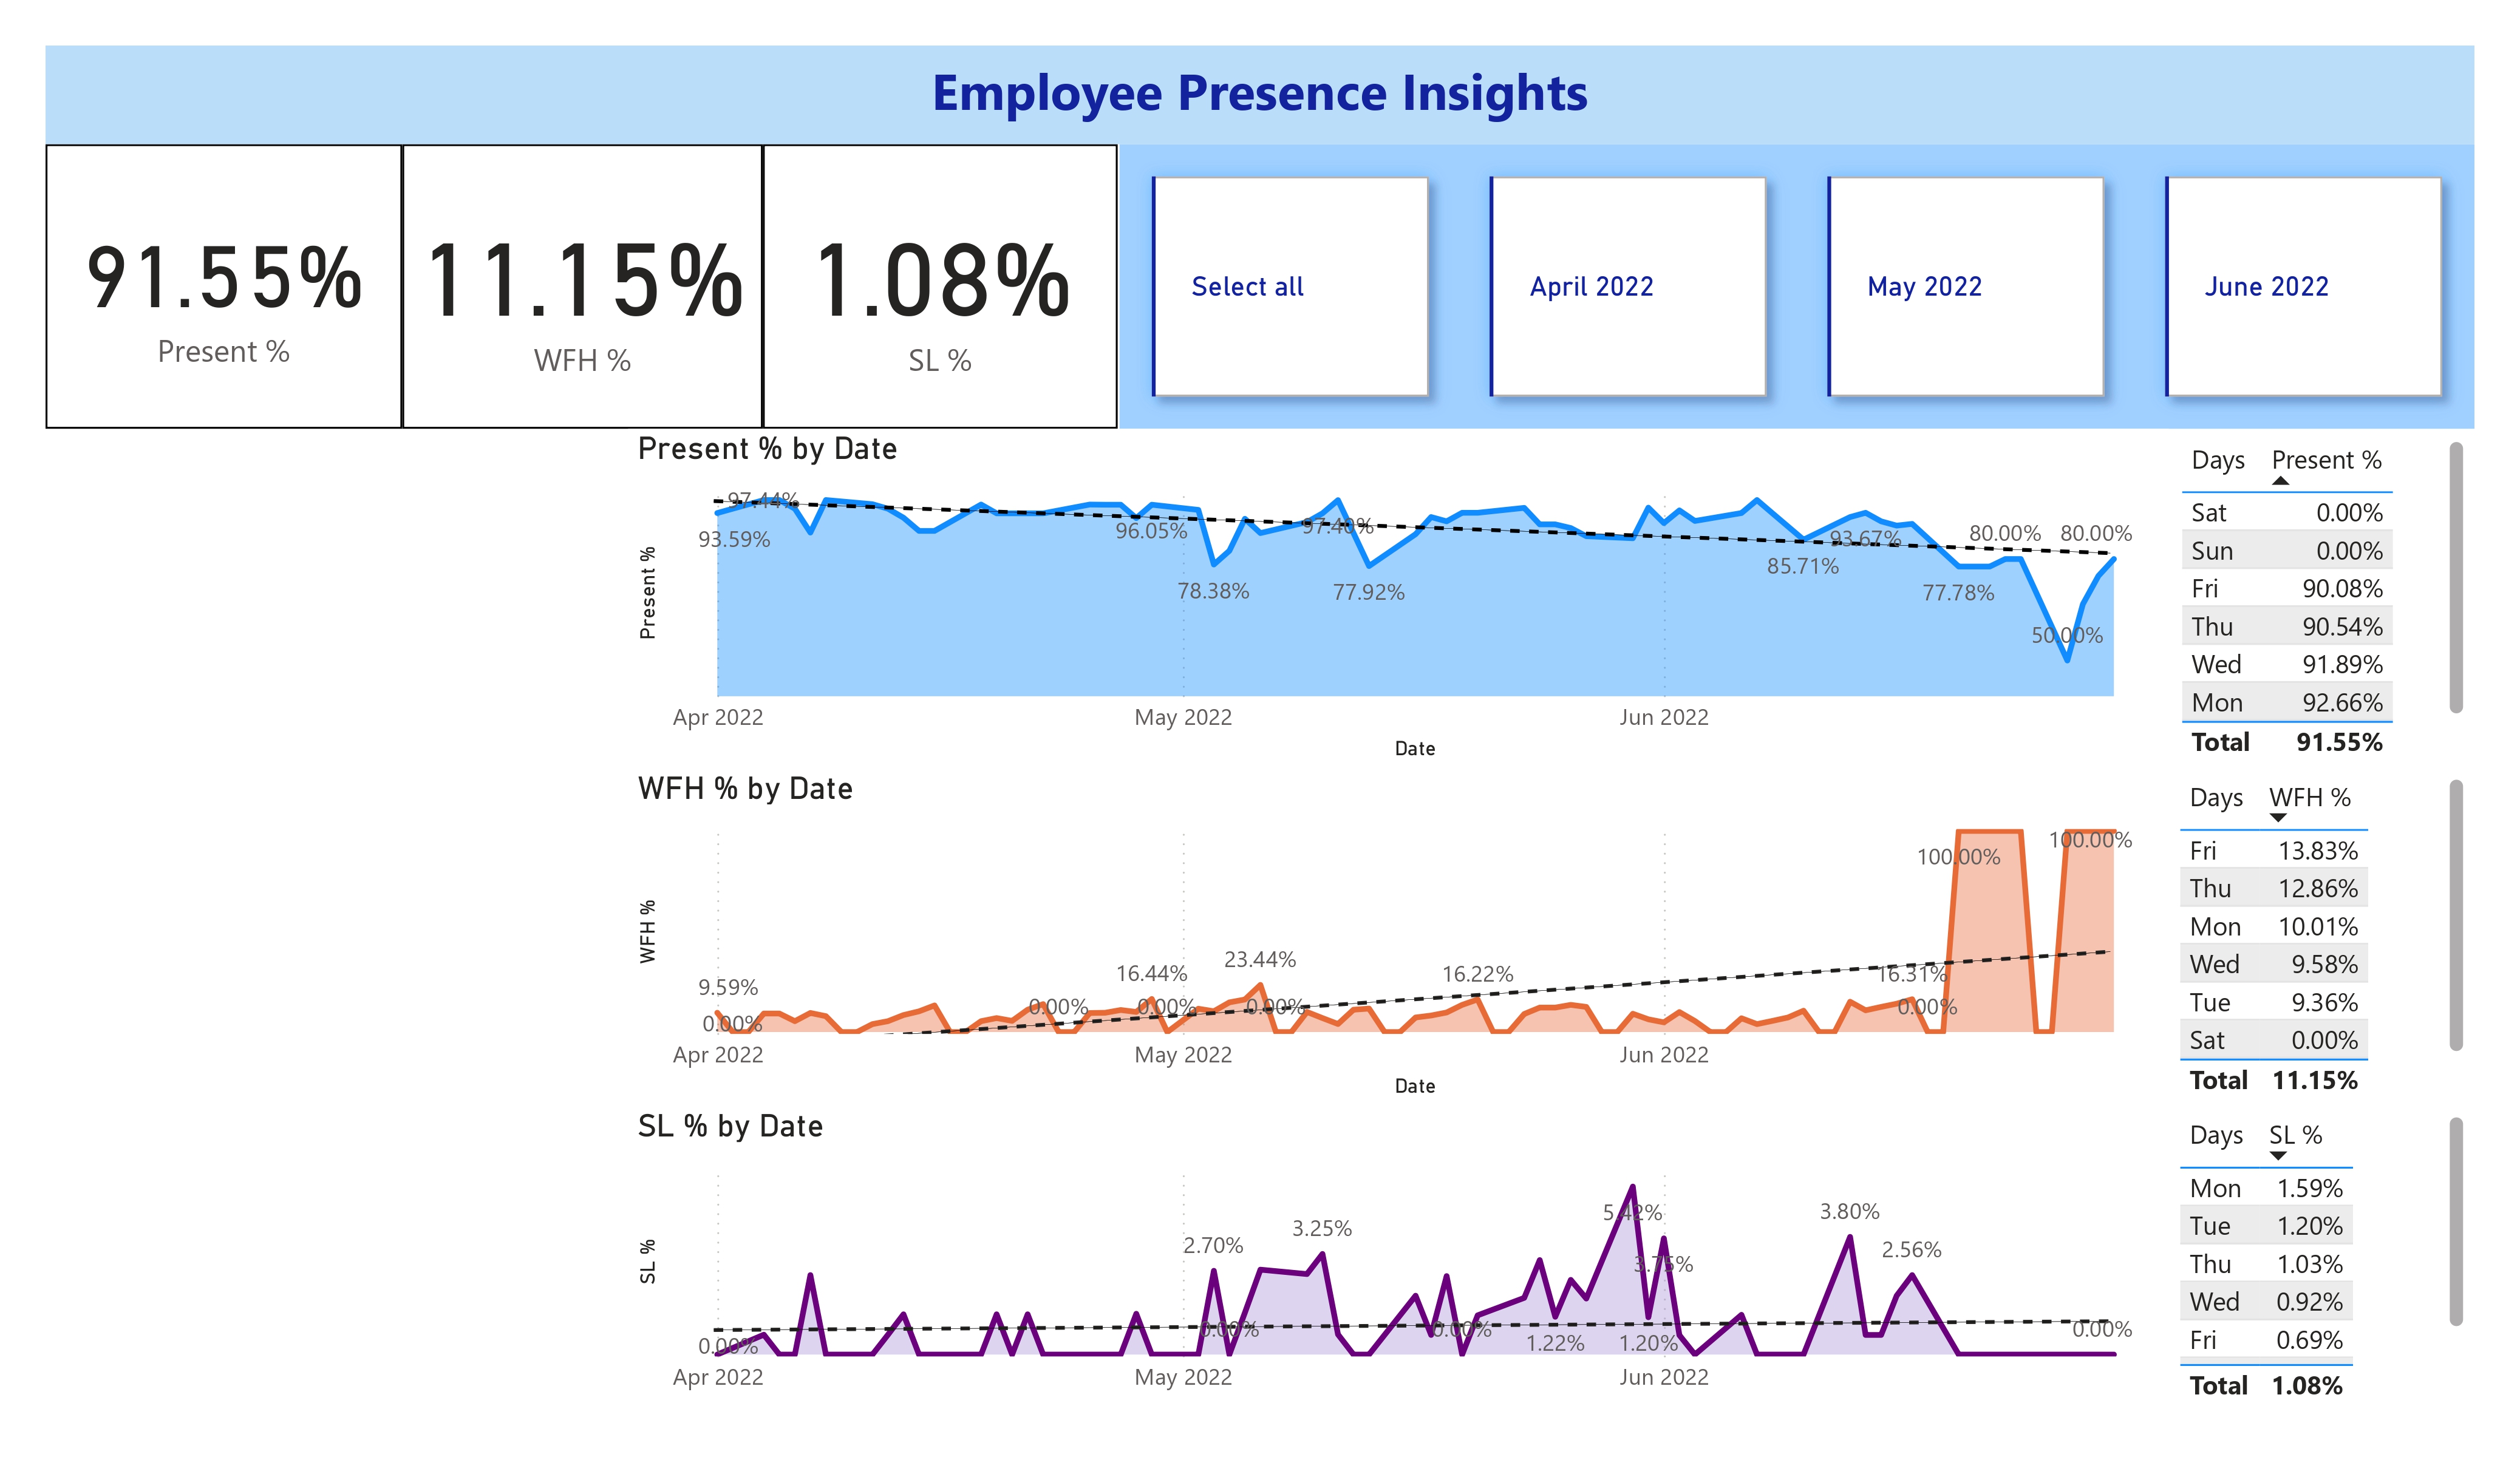 Employee Presence Insights
91.55%
Present %
11.15%
WFH %
1.08%
SL %
Select all
April 2022
May 2022
June 2022
Present % by Date
Present %
97.44%
93.59%
96.05%
78.38%
97.40%
77.92%
85.71%
93.67%
77.78%
80.00%
50.00%
80.00%
Apr 2022
May 2022
Jun 2022
Date
Days Present %
Sat 0.00%
Sun 0.00%
Fri 90.08%
Thu 90.54%
Wed 91.89%
Mon 92.66%
Total 91.55%
WFH % by Date
WFH %
9.59%
0.00%
0.00%
16.44%
0.00%
23.44%
0.00%
16.22%
16.31%
0.00%
100.00%
100.00%
Apr 2022
May 2022
Jun 2022
Date
Days WFH %
Fri 13.83%
Thu 12.86%
Mon 10.01%
Wed 9.58%
Tue 9.36%
Sat 0.00%
Total 11.15%
SL % by Date
SL %
0.00%
2.70%
0.00%
3.25%
0.00%
1.22%
5.42%
1.20%
3.75%
3.80%
2.56%
0.00%
Apr 2022
May 2022
Jun 2022
Days SL %
Mon 1.59%
Tue 1.20%
Thu 1.03%
Wed 0.92%
Fri 0.69%
Total 1.08%